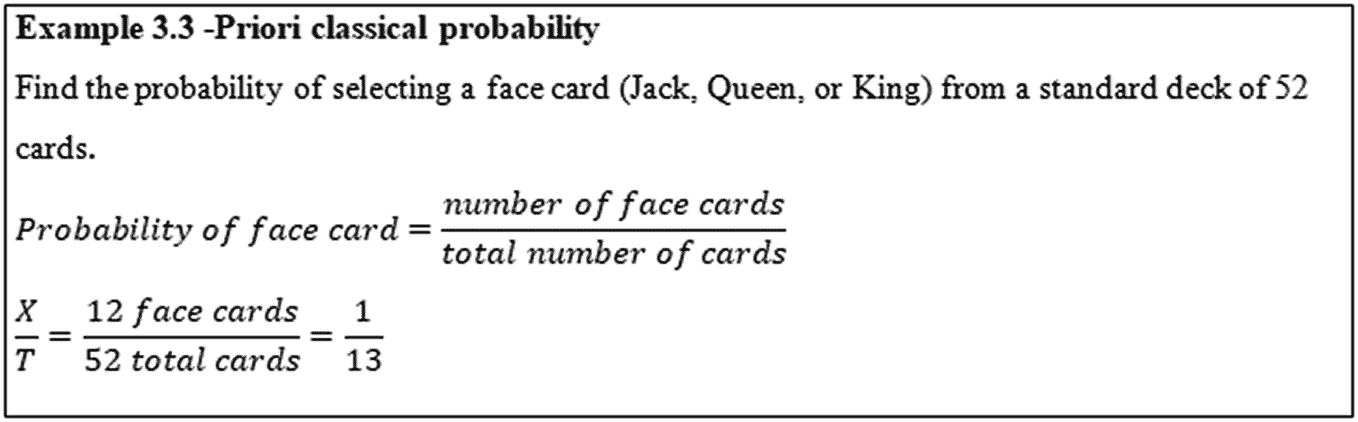 Example 3.3 -Priori classical probability
Find the probability of selecting a face card (Jack, Queen, or King) from a standard deck of 52
cards.
Probability of face card = number of face cards / total number of cards
X / T = 12 face cards / 52 total cards = 1 / 13